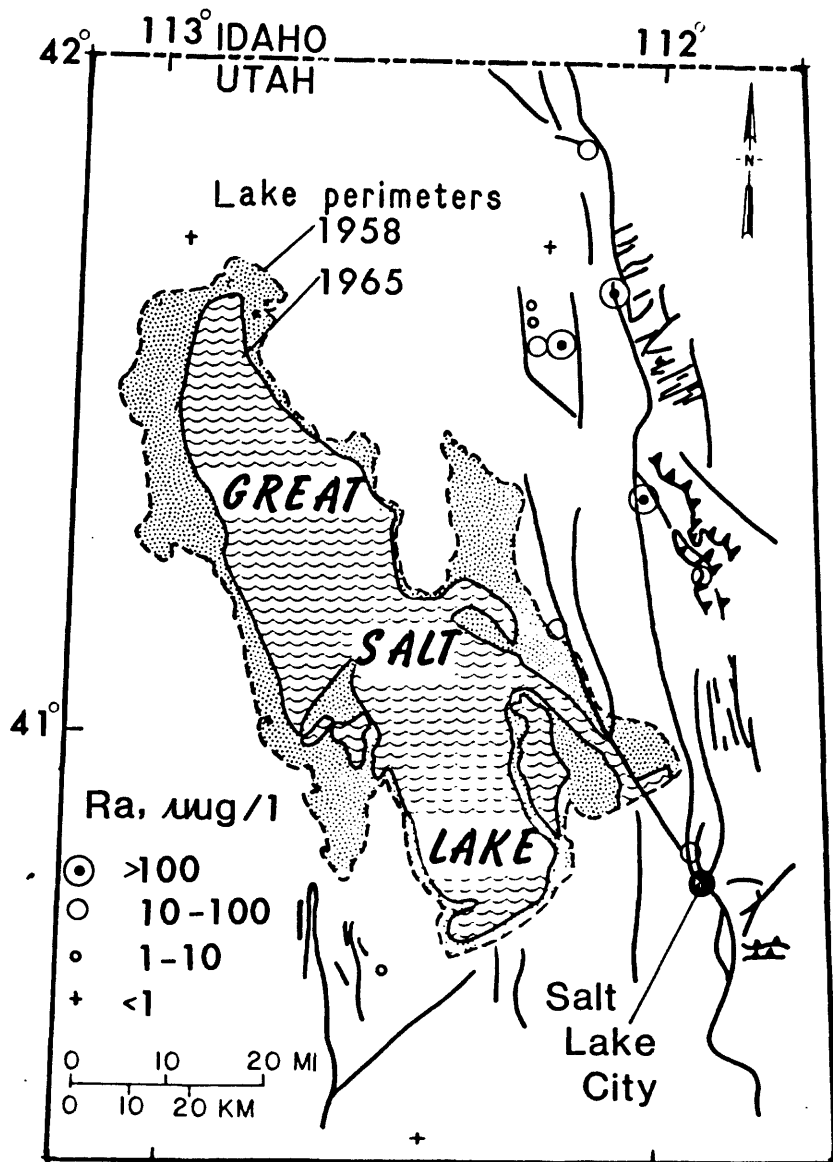 113° IDAHO 112°
42°
UTAH
-N-
Lake perimeters
1958
1965
GREAT
SALT
41°
Ra, µµg/l
LAKE
>100
10-100
1-10
<1
Salt
Lake
City
0 10 20 MI
0 10 20 KM